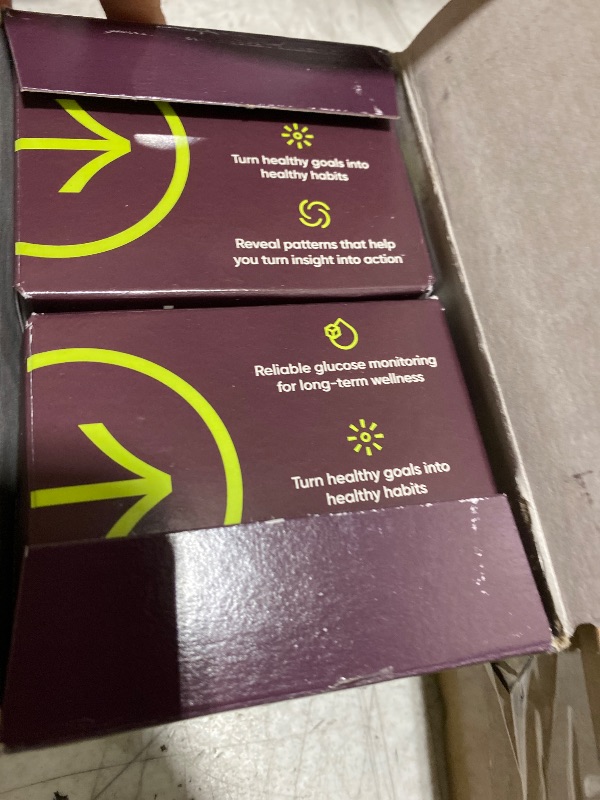 Turn healthy goals into
healthy habits
Reveal patterns that help
you turn insight into action*
Reliable glucose monitoring
for long-term wellness
Turn healthy goals into
healthy habits